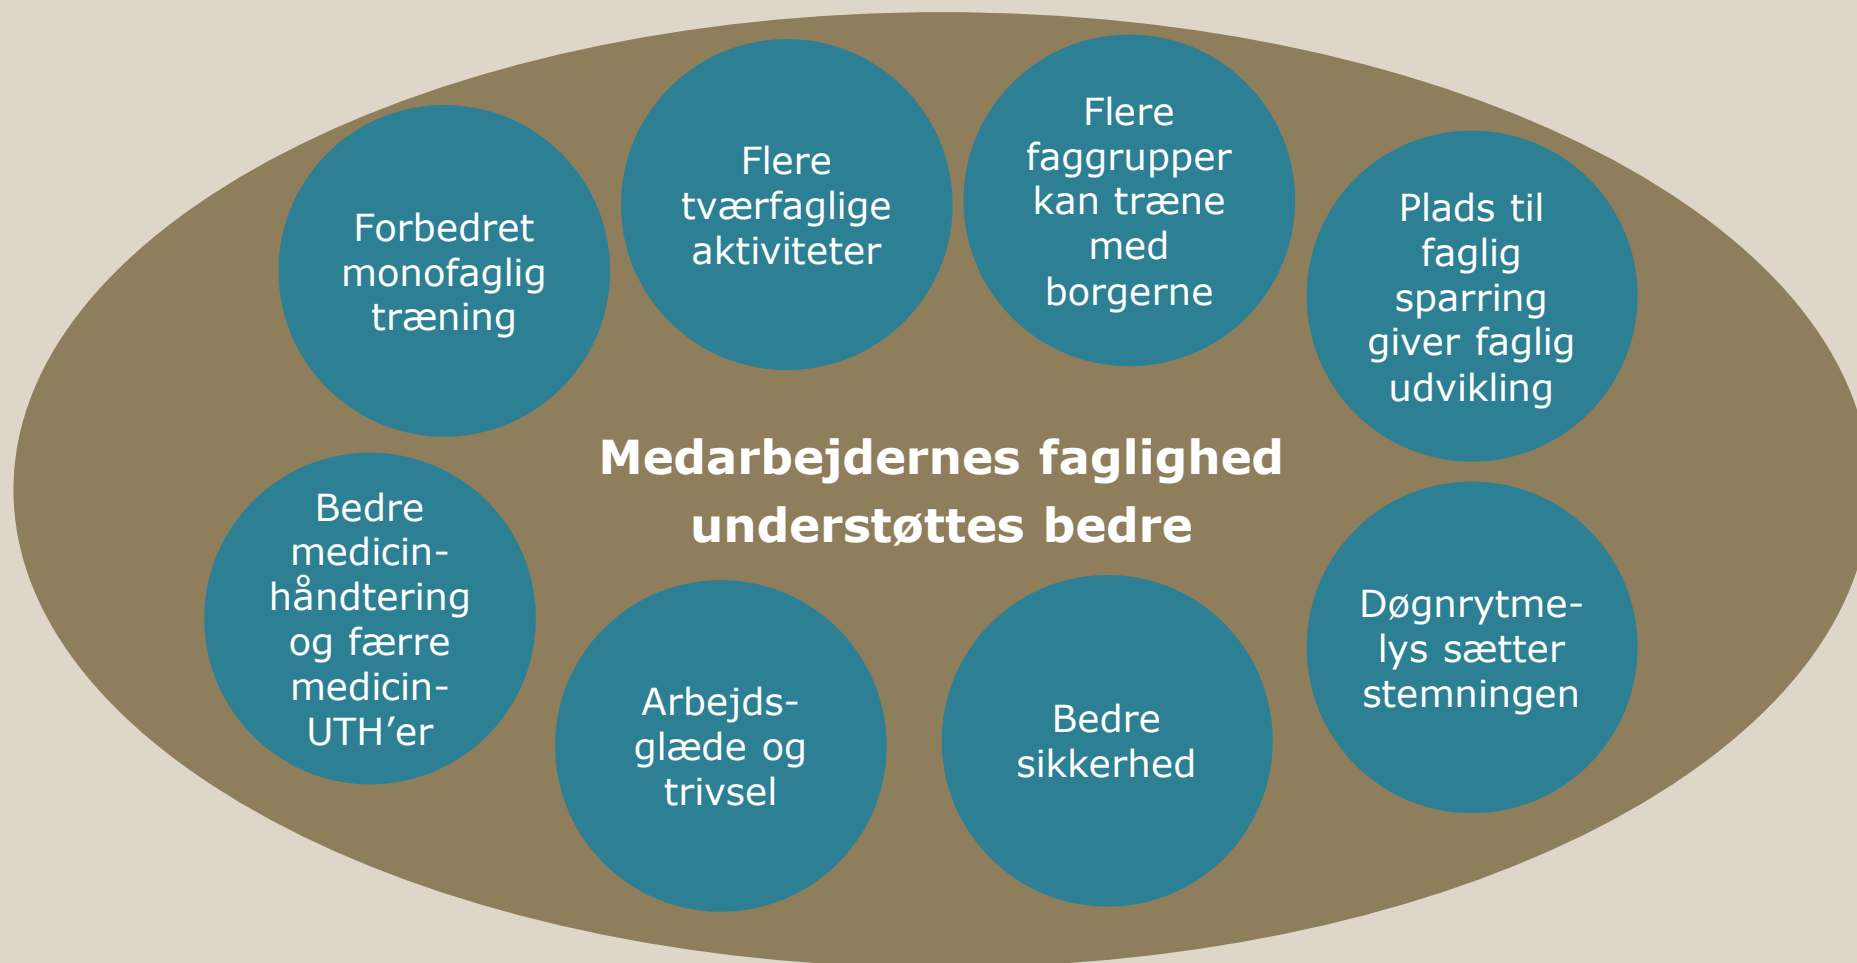 Forbedret
monofaglig
træning
Flere
tværfaglige
aktiviteter
Flere
faggrupper
kan træne
med
borgerne
Plads til
faglig
sparring
giver faglig
udvikling
Medarbejdernes faglighed
understøttes bedre
Bedre
medicin-
håndtering
og færre
medicin-
UTH’er
Arbejds-
glæde og
trivsel
Bedre
sikkerhed
Døgnrytme-
lys sætter
stemningen